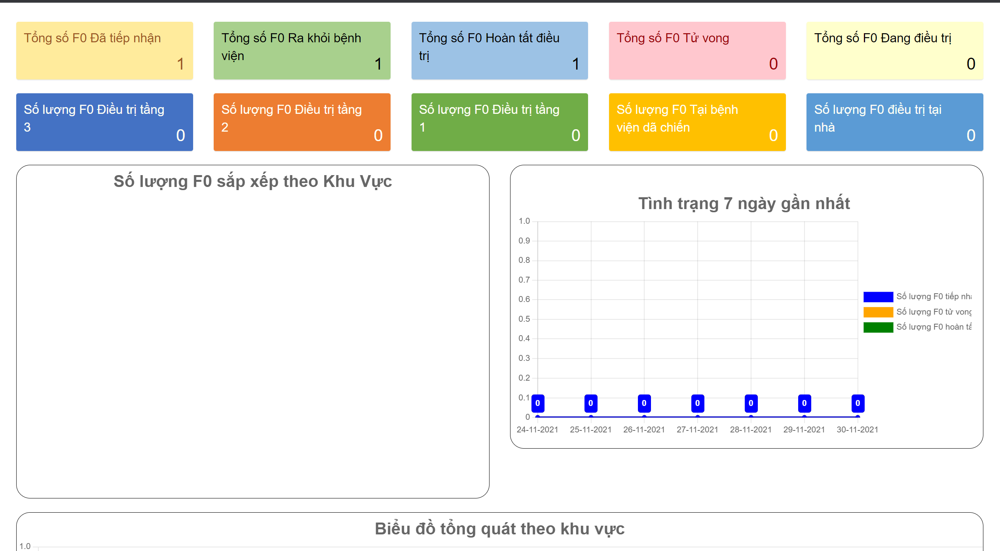 Tổng số F0 Đã tiếp nhận
1
Tổng số F0 Ra khỏi bệnh
viện
1
Tổng số F0 Hoàn tất điều
trị
1
Tổng số F0 Tử vong
0
Tổng số F0 Đang điều trị
0
Số lượng F0 Điều trị tầng
3
0
Số lượng F0 Điều trị tầng
2
0
Số lượng F0 Điều trị tầng
1
0
Số lượng F0 Tại bệnh
viện dã chiến
0
Số lượng F0 điều trị tại
nhà
0
Số lượng F0 sắp xếp theo Khu Vực
Tình trạng 7 ngày gần nhất
1.0
0.9
0.8
0.7
0.6
0.5
0.4
0.3
0.2
0.1
0
0 0 0 0 0 0 0
24-11-2021 25-11-2021 26-11-2021 27-11-2021 28-11-2021 29-11-2021 30-11-2021
Số lượng F0 tiếp
Số lượng F0 tử vong
Số lượng F0 hoàn
Biểu đồ tổng quát theo khu vực
1.0